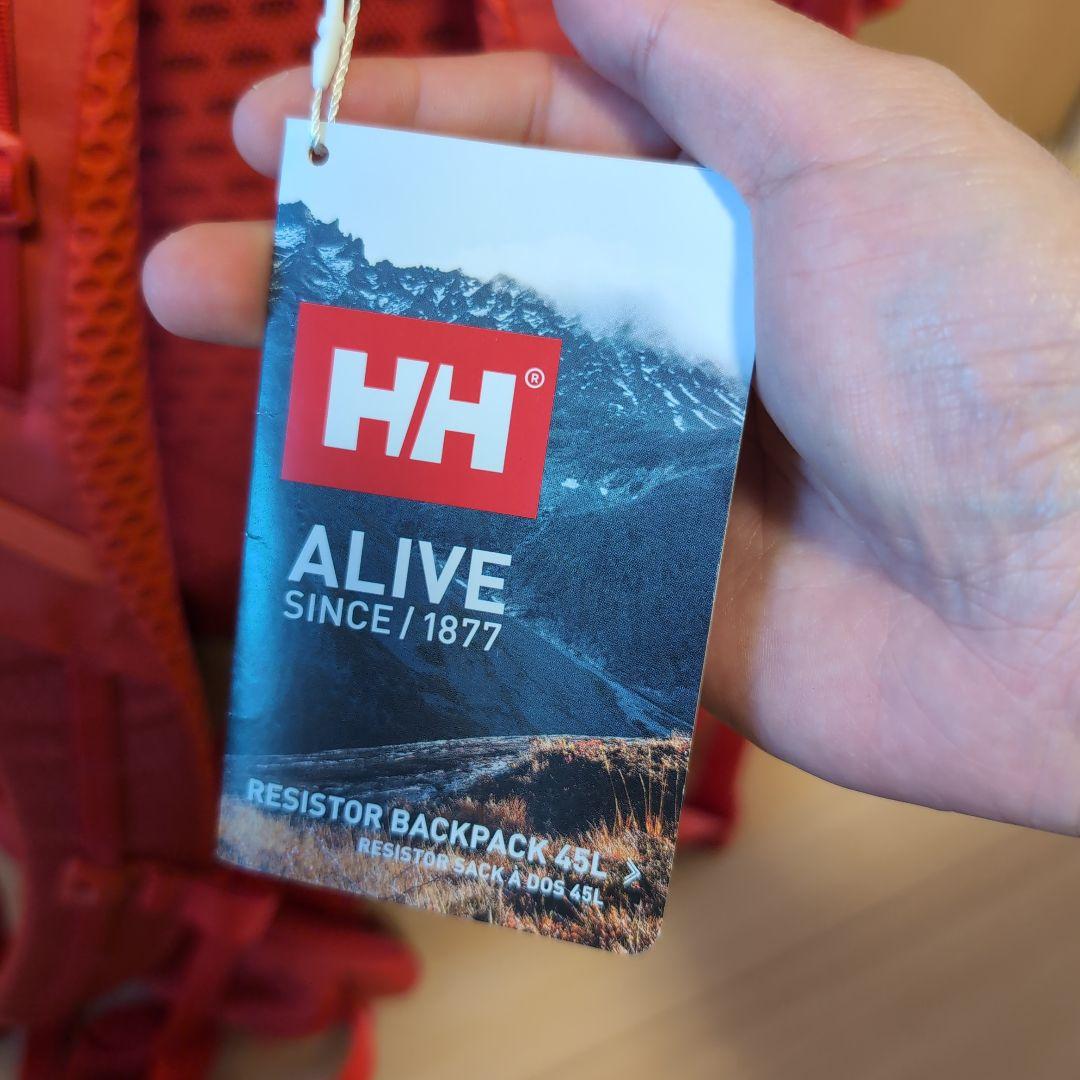 HH®
ALIVE
SINCE / 1877
RESISTOR BACKPACK 45L
RESISTOR SACK A DOS 45L